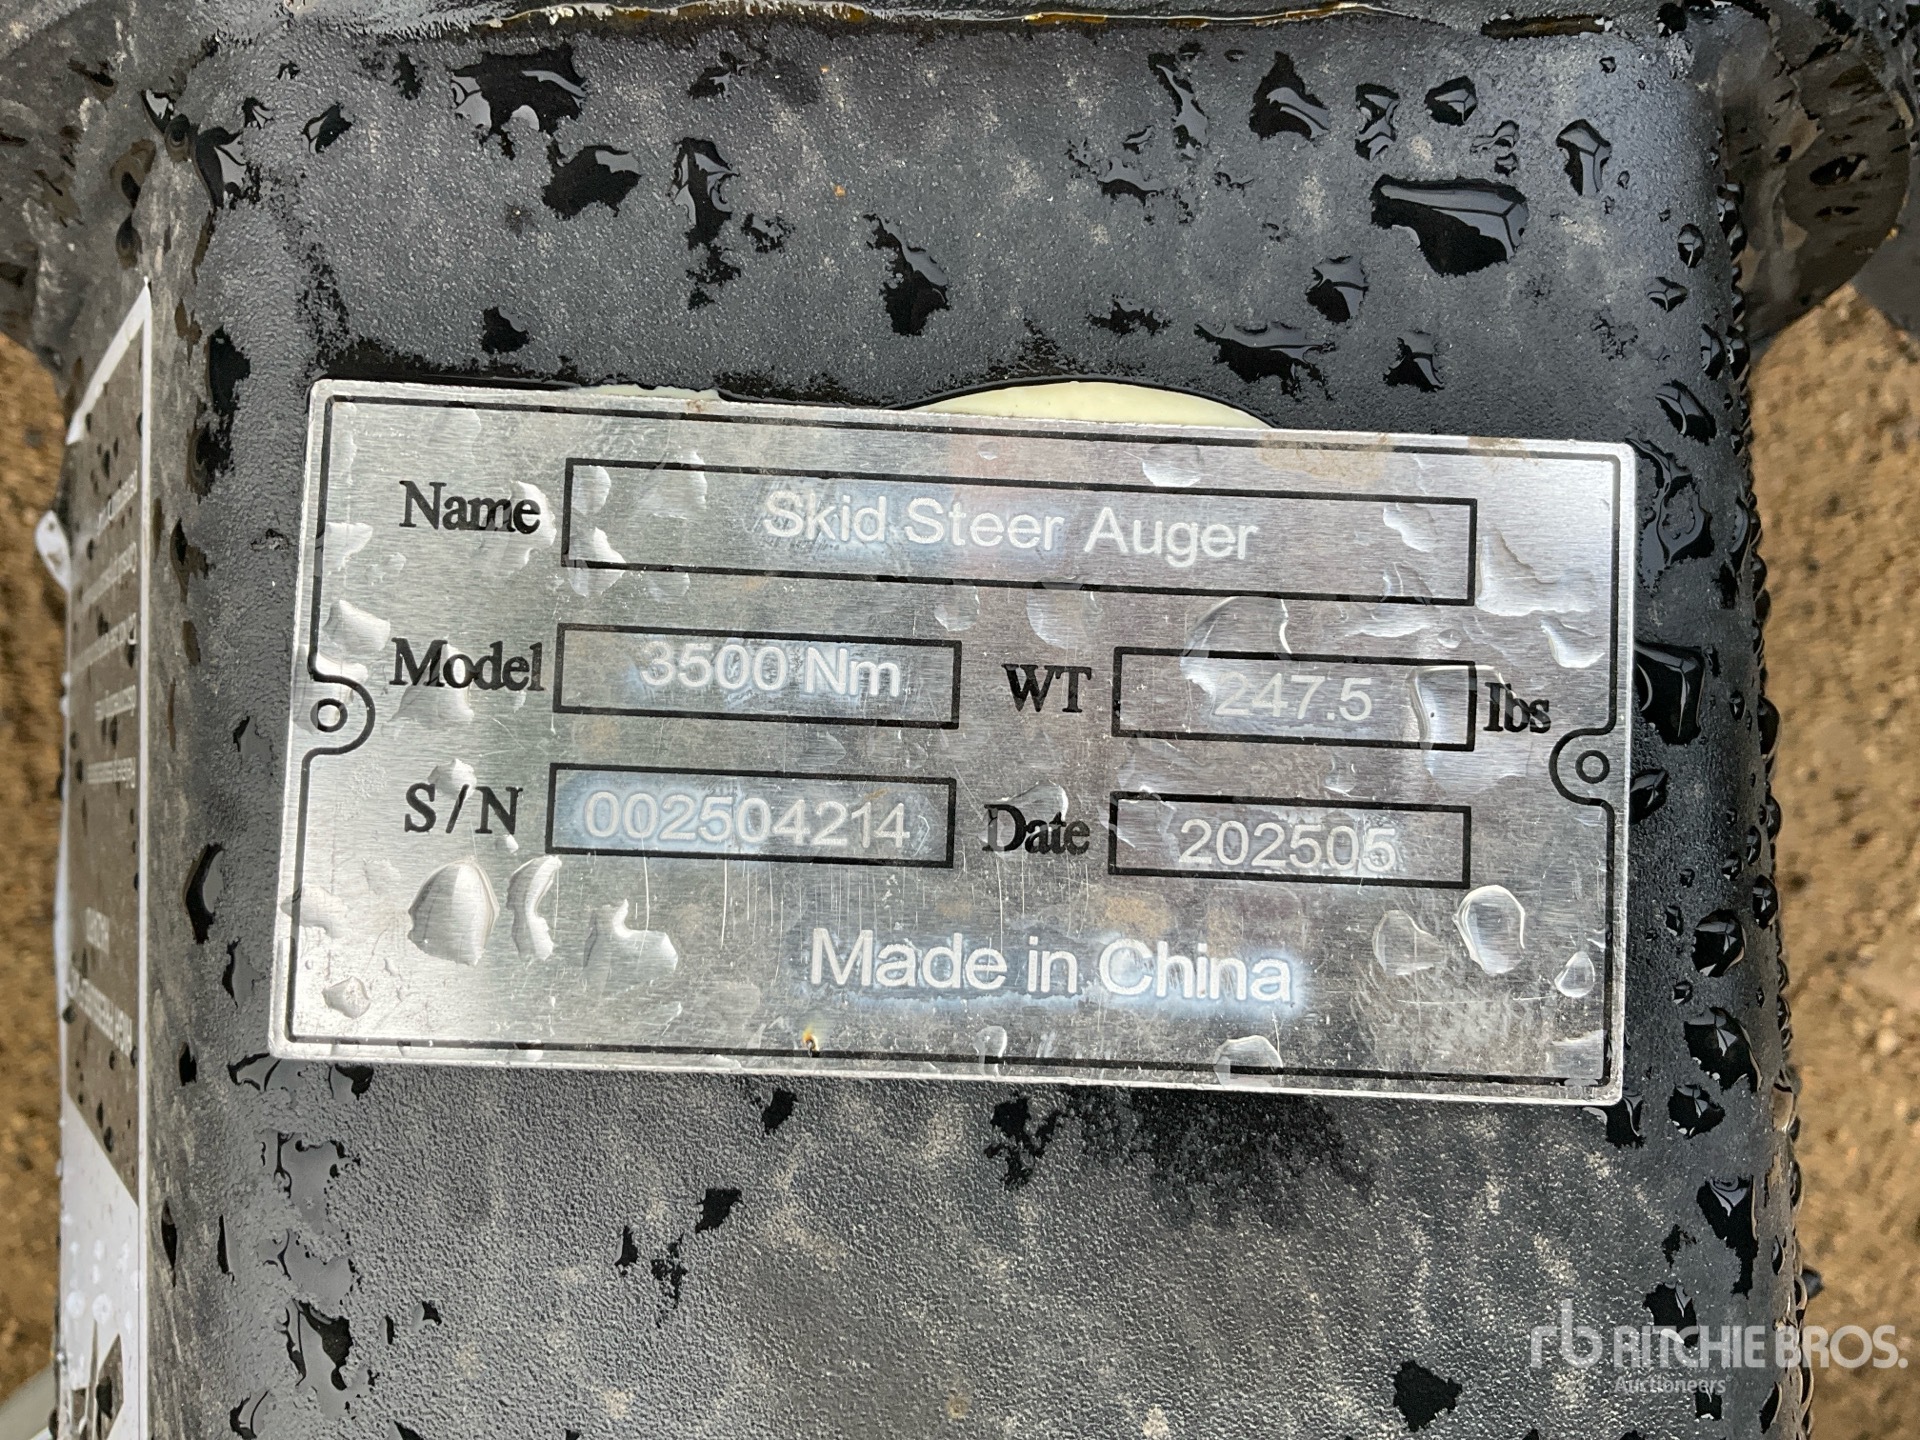 Name Skid Steer Auger
Model 3500 Nm WT 247.5 lbs
S/N 002504214 Date 202505
Made in China
rb RITCHIE BROS.
Auctioneers